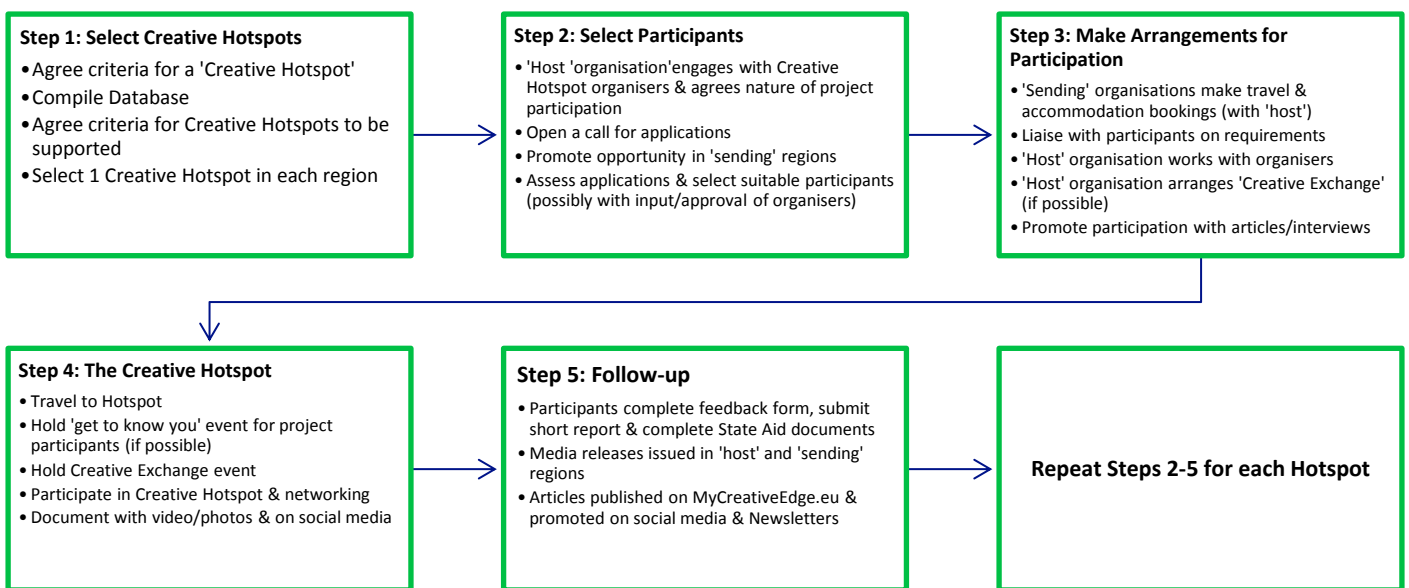 Step 1: Select Creative Hotspots
•Agree criteria for a 'Creative Hotspot'
•Compile Database
•Agree criteria for Creative Hotspots to be
supported
•Select 1 Creative Hotspot in each region
Step 2: Select Participants
•'Host 'organisation'engages with Creative
Hotspot organisers & agrees nature of project
participation
•Open a call for applications
•Promote opportunity in 'sending' regions
•Assess applications & select suitable participants
(possibly with input/approval of organisers)
Step 3: Make Arrangements for
Participation
•'Sending' organisations make travel &
accommodation bookings (with 'host')
•Liaise with participants on requirements
•'Host' organisation works with organisers
•'Host' organisation arranges 'Creative Exchange'
(if possible)
•Promote participation with articles/interviews
Step 4: The Creative Hotspot
•Travel to Hotspot
•Hold 'get to know you' event for project
participants (if possible)
•Hold Creative Exchange event
•Participate in Creative Hotspot & networking
•Document with video/photos & on social media
Step 5: Follow-up
•Participants complete feedback form, submit
short report & complete State Aid documents
•Media releases issued in 'host' and 'sending'
regions
•Articles published on MyCreativeEdge.eu &
promoted on social media & Newsletters
Repeat Steps 2-5 for each Hotspot